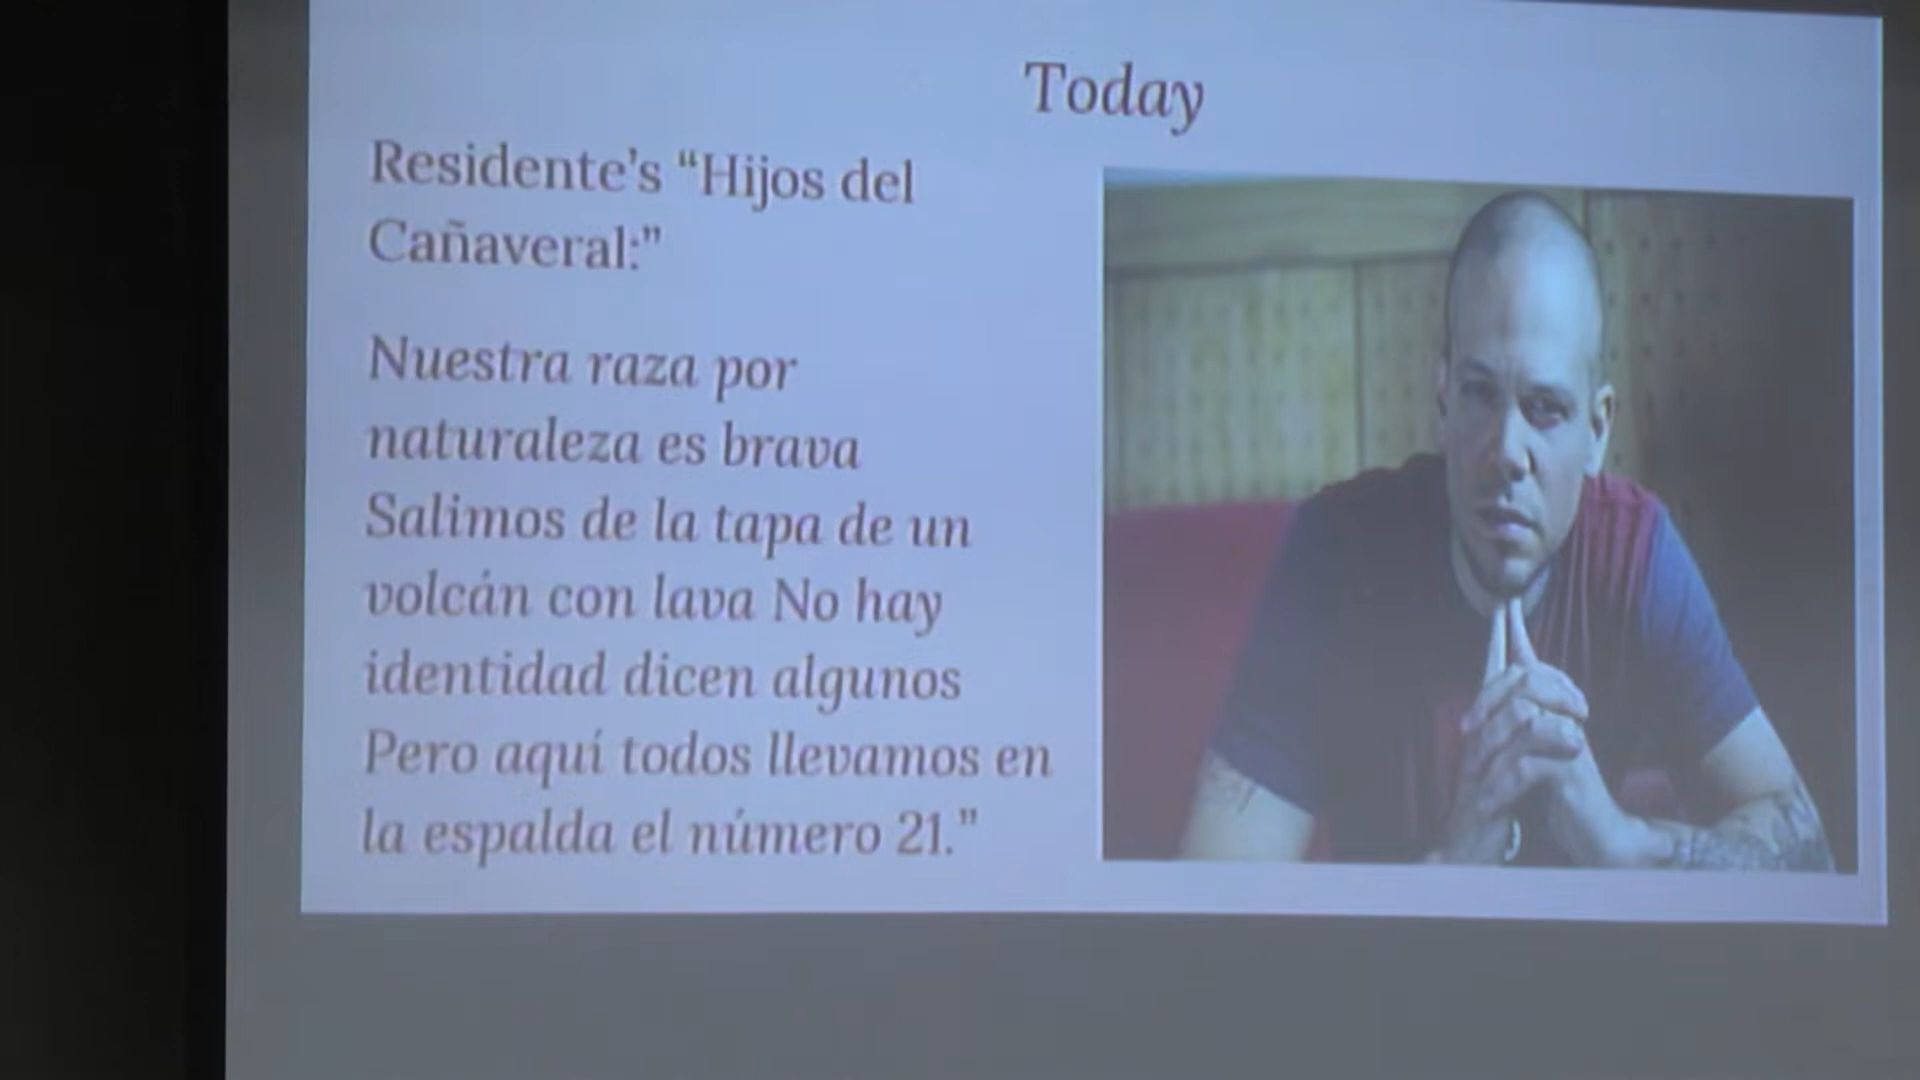 Today
Residente's “Hijos del
Cañaveral:”
Nuestra raza por
naturaleza es brava
Salimos de la tapa de un
volcán con lava No hay
identidad dicen algunos
Pero aquí todos llevamos en
la espalda el número 21.”